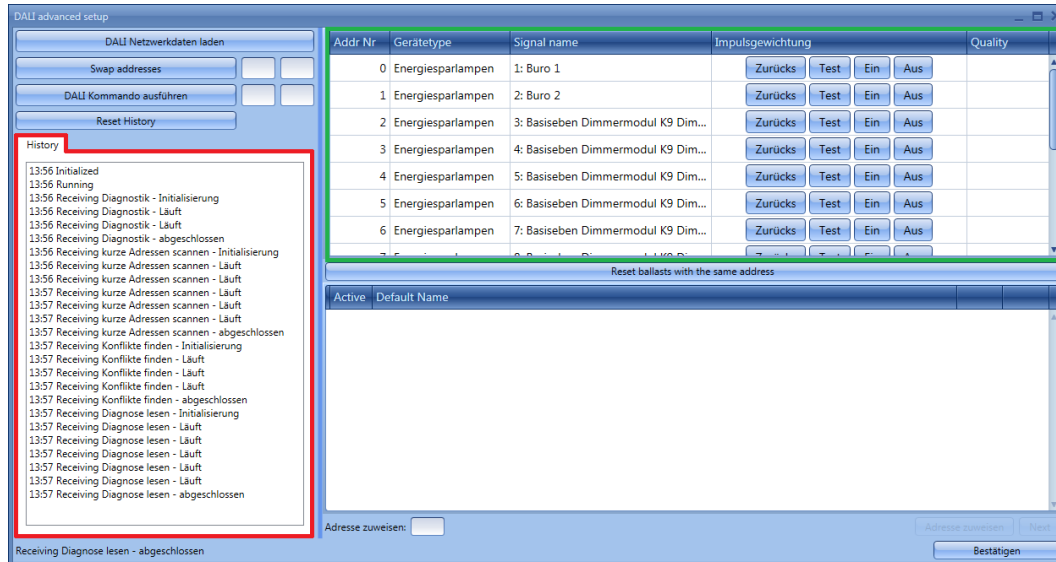 DALI advanced setup
DALI Netzwerkdaten laden
Swap addresses
DALI Kommando ausführen
Reset History
History
13:56 Initialized
13:56 Running
13:56 Receiving Diagnostik - Initialisierung
13:56 Receiving Diagnostik - Läuft
13:56 Receiving Diagnostik - Läuft
13:56 Receiving Diagnostik - abgeschlossen
13:56 Receiving kurze Adressen scannen - Initialisierung
13:56 Receiving kurze Adressen scannen - Läuft
13:56 Receiving kurze Adressen scannen - Läuft
13:57 Receiving kurze Adressen scannen - Läuft
13:57 Receiving kurze Adressen scannen - Läuft
13:57 Receiving kurze Adressen scannen - Läuft
13:57 Receiving kurze Adressen scannen - abgeschlossen
13:57 Receiving Konflikte finden - Initialisierung
13:57 Receiving Konflikte finden - Läuft
13:57 Receiving Konflikte finden - Läuft
13:57 Receiving Konflikte finden - Läuft
13:57 Receiving Konflikte finden - abgeschlossen
13:57 Receiving Diagnose lesen - Initialisierung
13:57 Receiving Diagnose lesen - Läuft
13:57 Receiving Diagnose lesen - Läuft
13:57 Receiving Diagnose lesen - Läuft
13:57 Receiving Diagnose lesen - Läuft
13:57 Receiving Diagnose lesen - Läuft
13:57 Receiving Diagnose lesen - abgeschlossen
Addr Nr Gerätetype Signal name Impulsgewichtung Quality
0 Energiesparlampen 1: Buro 1 Zurücks Test Ein Aus
1 Energiesparlampen 2: Buro 2 Zurücks Test Ein Aus
2 Energiesparlampen 3: Basiseben Dimmermodul K9 Dim... Zurücks Test Ein Aus
3 Energiesparlampen 4: Basiseben Dimmermodul K9 Dim... Zurücks Test Ein Aus
4 Energiesparlampen 5: Basiseben Dimmermodul K9 Dim... Zurücks Test Ein Aus
5 Energiesparlampen 6: Basiseben Dimmermodul K9 Dim... Zurücks Test Ein Aus
6 Energiesparlampen 7: Basiseben Dimmermodul K9 Dim... Zurücks Test Ein Aus
Reset ballasts with the same address
Active Default Name
Adresse zuweisen: Adresse zuweisen Next
Receiving Diagnose lesen - abgeschlossen Bestätigen